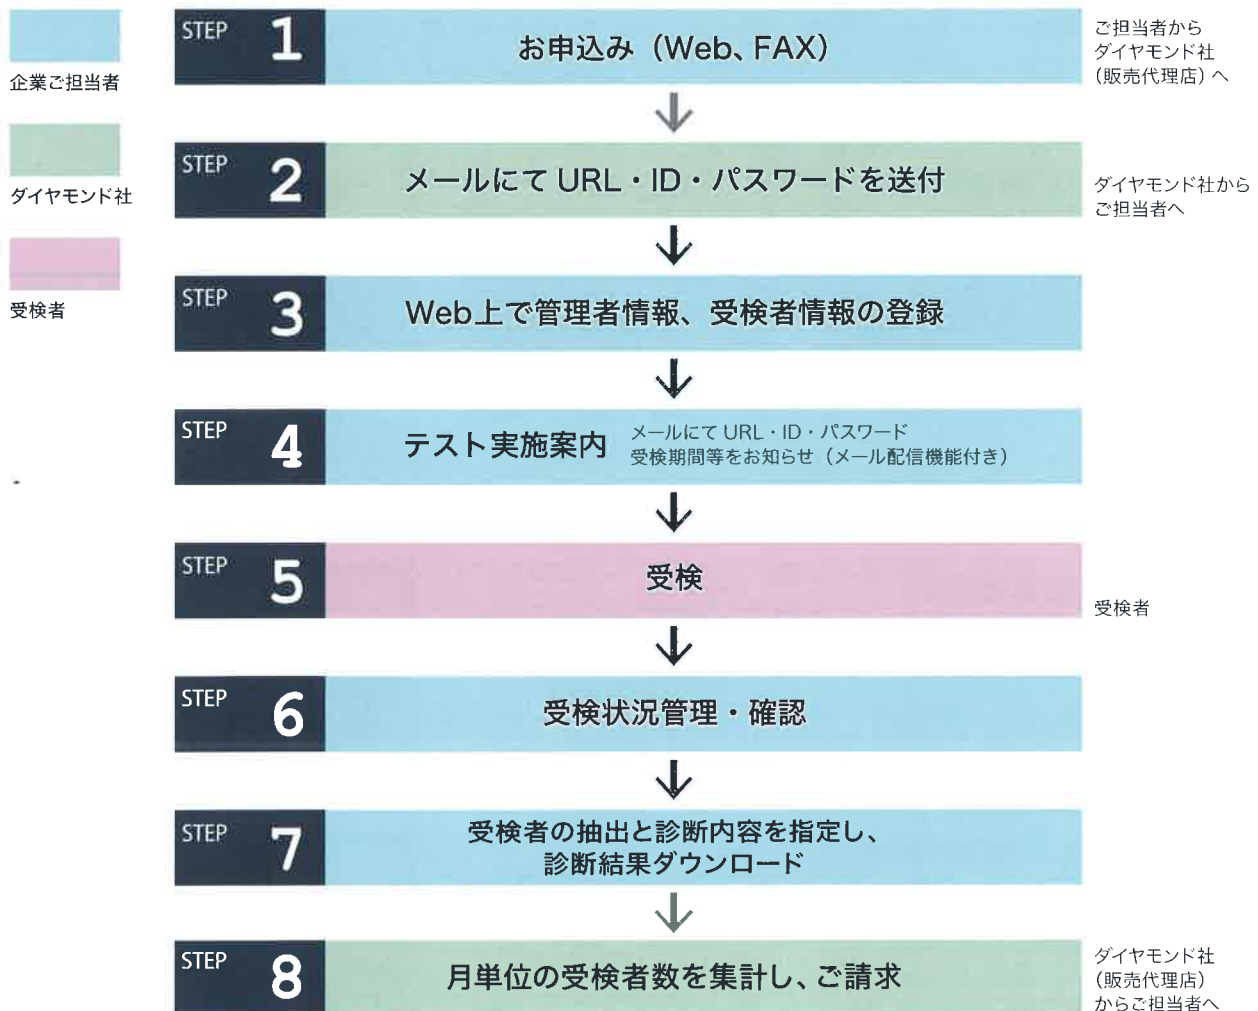 企業ご担当者
ダイヤモンド社
受検者
STEP 1
お申込み（Web、FAX）
ご担当者から
ダイヤモンド社
（販売代理店）へ
STEP 2
メールにて URL・ID・パスワードを送付
ダイヤモンド社から
ご担当者へ
STEP 3
Web上で管理者情報、受検者情報の登録
STEP 4
テスト実施案内
メールにて URL・ID・パスワード
受検期間等をお知らせ（メール配信機能付き）
STEP 5
受検
受検者
STEP 6
受検状況管理・確認
STEP 7
受検者の抽出と診断内容を指定し、
診断結果ダウンロード
STEP 8
月単位の受検者数を集計し、ご請求
ダイヤモンド社
（販売代理店）
からご担当者へ